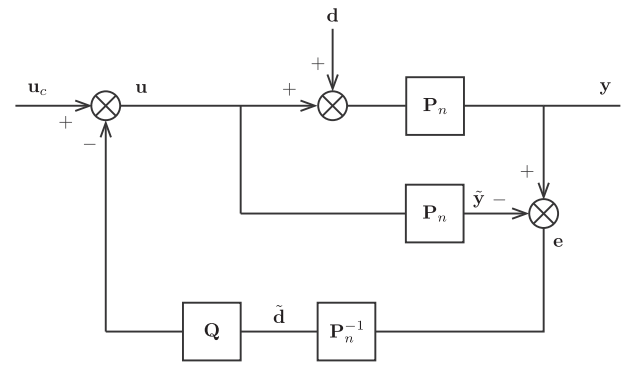 d
+
u_c
u
+
P_n
y
+
−
+
P_n
ỹ −
e
Q
d̃
P_n^{-1}